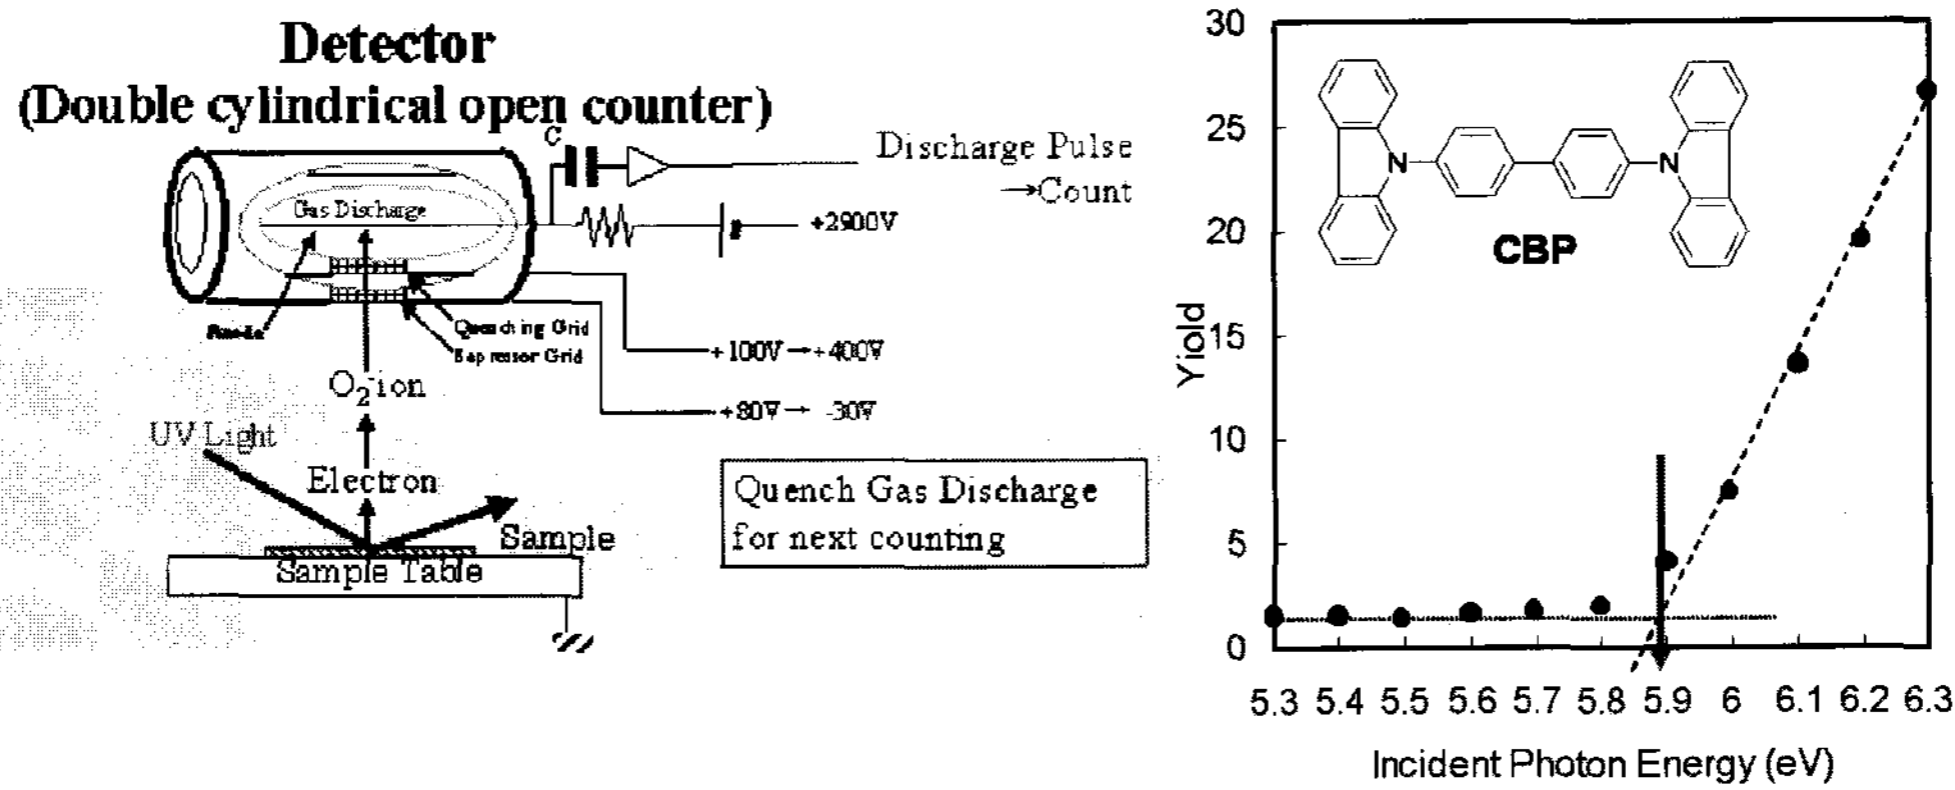 Detector
(Double cylindrical open counter)
C
Discharge Pulse
→Count
Gas Discharge
+2900V
Quenching Grid
+100V→+400V
O2-ion
+80V→ -30V
UV Light
Electron
Sample
Sample Table
Quench Gas Discharge
for next counting
30
25
20
15
10
5
0
Yiold
N
N
CBP
5.3 5.4 5.5 5.6 5.7 5.8 5.9 6 6.1 6.2 6.3
Incident Photon Energy (eV)